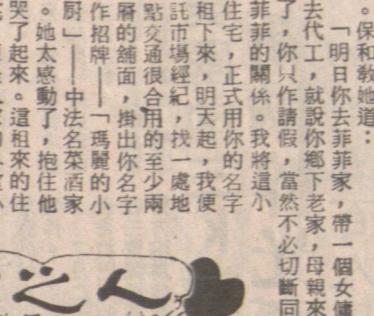 。保和教她道：
「明日你去菲菲家，帶一個女傭
去代工，就說你鄉下老家，母親來
了，你只作請假，當然不必切斷同
菲菲的關係。我將這小
住宅，正式用你的名字
租下來，明天起，我便
託市場經紀，找一處地
點交通很合用的至少兩
層的舖面，掛出你名字
作招牌——「瑪麗的小
厨」——中法名菜酒家
。她太感動了，抱住他
哭了起來。這租來的住
之人